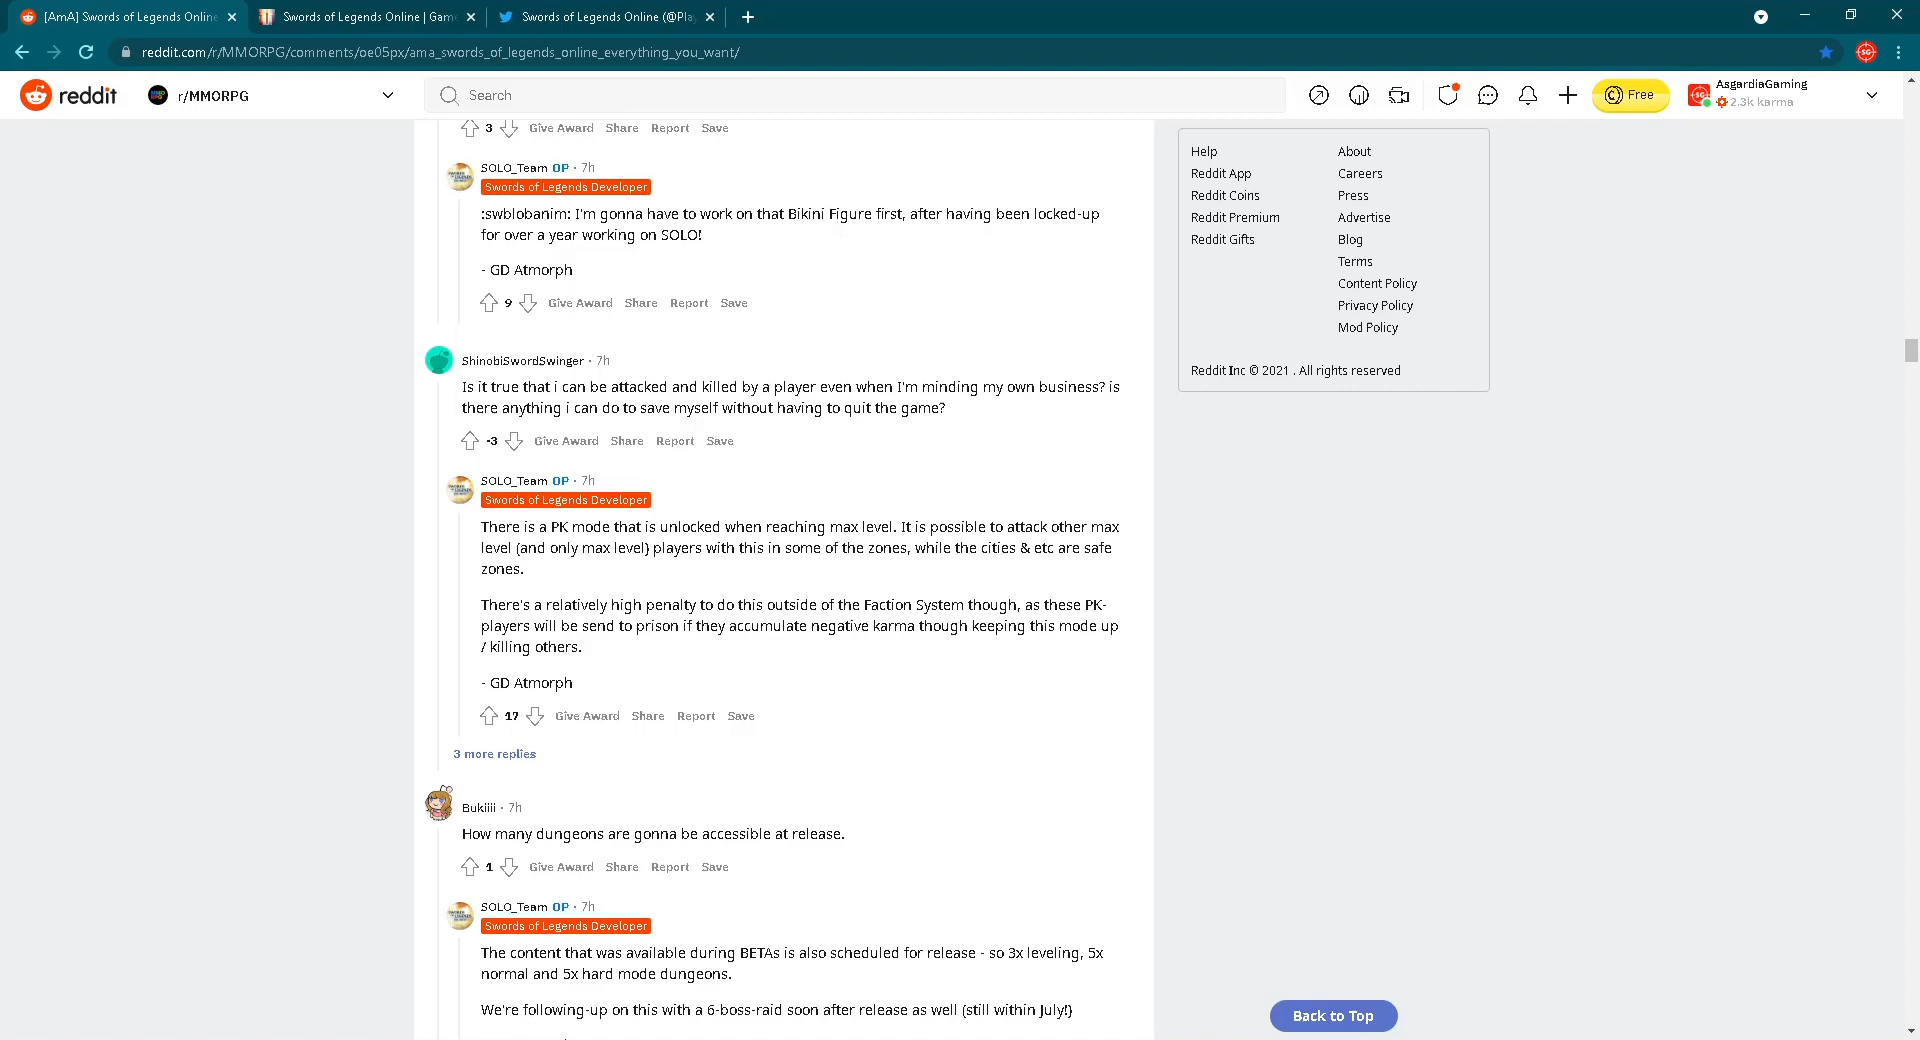 [AmA] Swords of Legends Online
Swords of Legends Online | Gam
Swords of Legends Online (@Pla
reddit.com/r/MMORPG/comments/oe05px/ama_swords_of_legends_online_everything_you_want/
SG
reddit
r/MMORPG
Search
Free
AsgardiaGaming
2.3k karma
3 Give Award Share Report Save
SOLO_Team OP · 7h
Swords of Legends Developer
:swblobanim: I'm gonna have to work on that Bikini Figure first, after having been locked-up
for over a year working on SOLO!
- GD Atmorph
9 Give Award Share Report Save
ShinobiSwordSwinger · 7h
Is it true that i can be attacked and killed by a player even when I'm minding my own business? is
there anything i can do to save myself without having to quit the game?
-3 Give Award Share Report Save
SOLO_Team OP · 7h
Swords of Legends Developer
There is a PK mode that is unlocked when reaching max level. It is possible to attack other max
level (and only max level) players with this in some of the zones, while the cities & etc are safe
zones.
There's a relatively high penalty to do this outside of the Faction System though, as these PK-
players will be send to prison if they accumulate negative karma though keeping this mode up
/ killing others.
- GD Atmorph
17 Give Award Share Report Save
3 more replies
Bukiiii · 7h
How many dungeons are gonna be accessible at release.
1 Give Award Share Report Save
SOLO_Team OP · 7h
Swords of Legends Developer
The content that was available during BETAs is also scheduled for release - so 3x leveling, 5x
normal and 5x hard mode dungeons.
We're following-up on this with a 6-boss-raid soon after release as well (still within July!)
Help
Reddit App
Reddit Coins
Reddit Premium
Reddit Gifts
About
Careers
Press
Advertise
Blog
Terms
Content Policy
Privacy Policy
Mod Policy
Reddit Inc © 2021 . All rights reserved
Back to Top